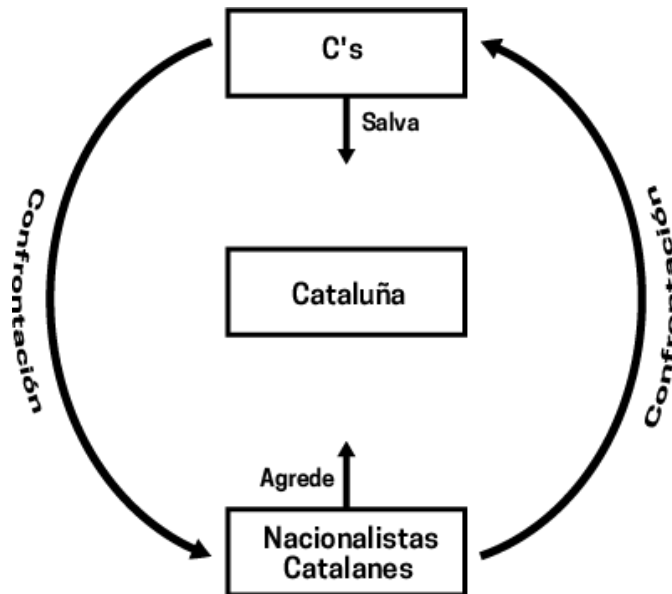 C's
Salva
Confrontación
Confrontación
Cataluña
Agrede
Nacionalistas
Catalanes